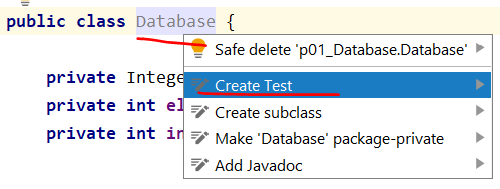 public class Database {
Safe delete 'p01_Database.Database'
private Intege
Create Test
private int el
Create subclass
private int in
Make 'Database' package-private
Add Javadoc